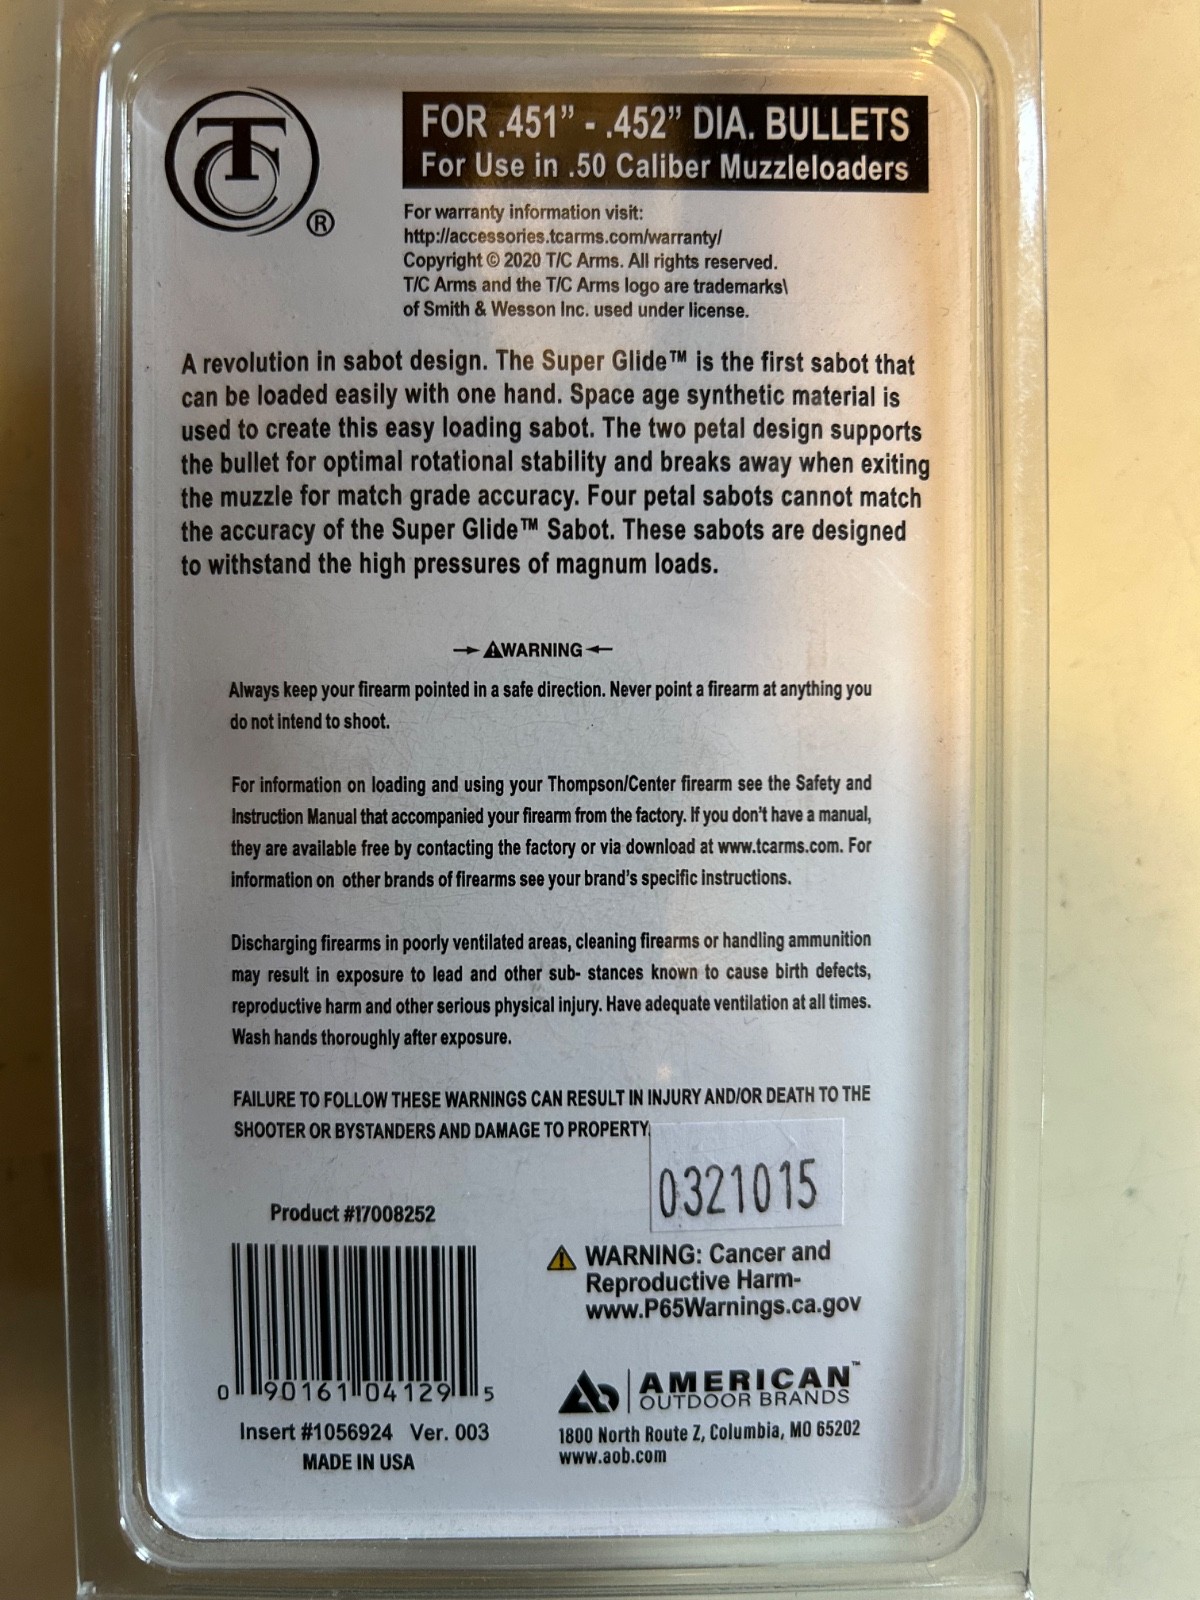 TC®
FOR .451” - .452” DIA. BULLETS
For Use in .50 Caliber Muzzleloaders
For warranty information visit:
http://accessories.tcarms.com/warranty/
Copyright © 2020 T/C Arms. All rights reserved.
T/C Arms and the T/C Arms logo are trademarks\
of Smith & Wesson Inc. used under license.
A revolution in sabot design. The Super Glide™ is the first sabot that
can be loaded easily with one hand. Space age synthetic material is
used to create this easy loading sabot. The two petal design supports
the bullet for optimal rotational stability and breaks away when exiting
the muzzle for match grade accuracy. Four petal sabots cannot match
the accuracy of the Super Glide™ Sabot. These sabots are designed
to withstand the high pressures of magnum loads.
WARNING
Always keep your firearm pointed in a safe direction. Never point a firearm at anything you
do not intend to shoot.
For information on loading and using your Thompson/Center firearm see the Safety and
Instruction Manual that accompanied your firearm from the factory. If you don't have a manual,
they are available free by contacting the factory or via download at www.tcarms.com. For
information on other brands of firearms see your brand's specific instructions.
Discharging firearms in poorly ventilated areas, cleaning firearms or handling ammunition
may result in exposure to lead and other sub- stances known to cause birth defects,
reproductive harm and other serious physical injury. Have adequate ventilation at all times.
Wash hands thoroughly after exposure.
FAILURE TO FOLLOW THESE WARNINGS CAN RESULT IN INJURY AND/OR DEATH TO THE
SHOOTER OR BYSTANDERS AND DAMAGE TO PROPERTY.
0321015
Product #17008252
0 90161 04129 5
Insert #1056924 Ver. 003
MADE IN USA
WARNING: Cancer and
Reproductive Harm-
www.P65Warnings.ca.gov
AMERICAN™
OUTDOOR BRANDS
1800 North Route Z, Columbia, MO 65202
www.aob.com